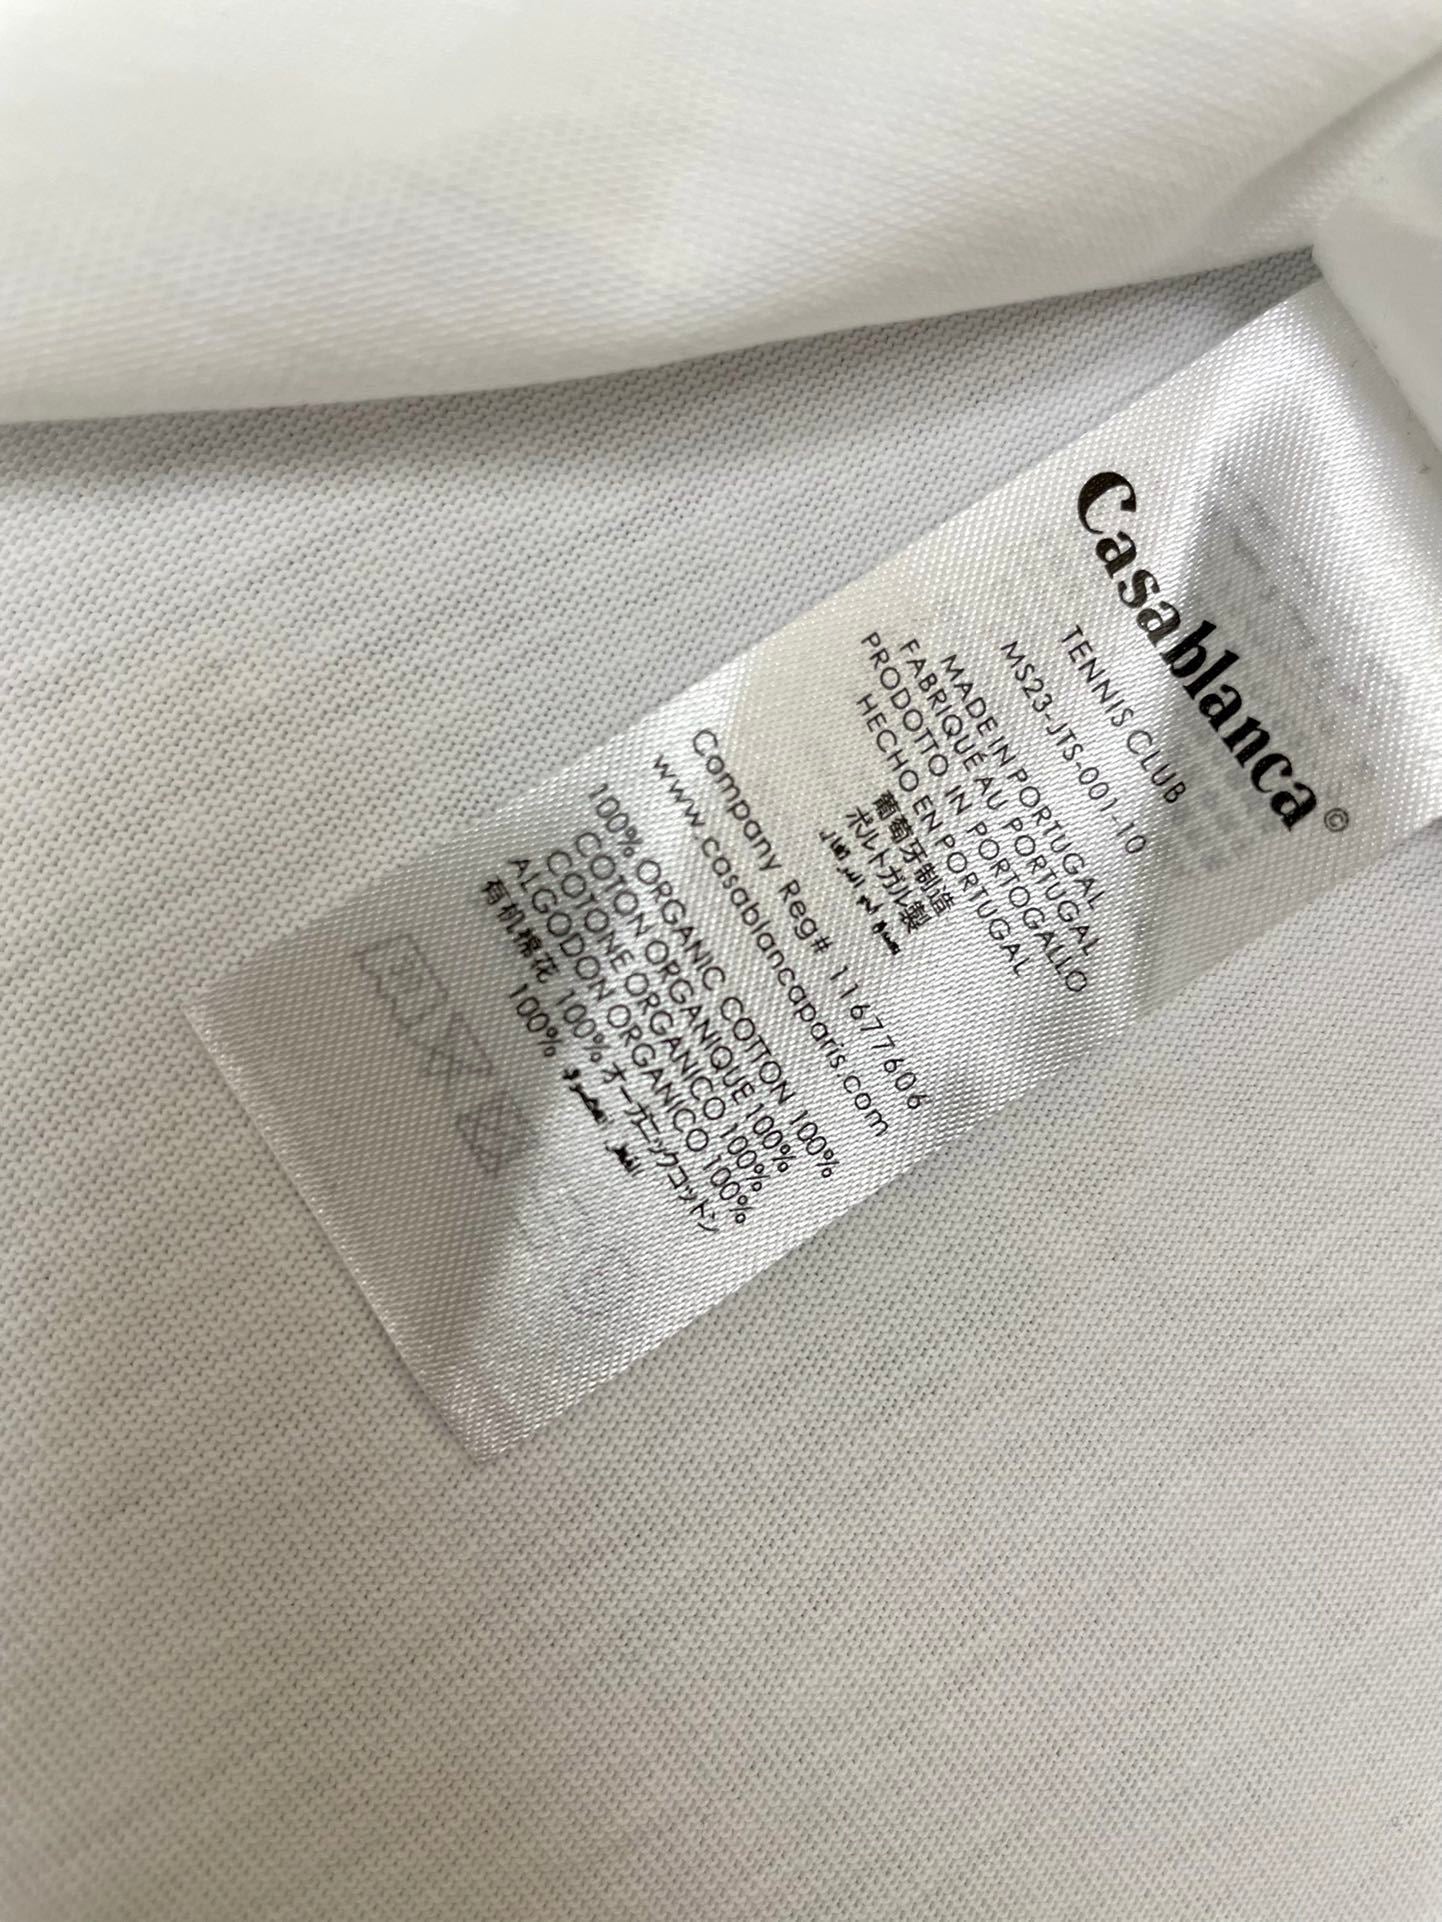 Casablanca©
TENNIS CLUB
MS23-JTS-001-10
MADE IN PORTUGAL
FABRIQUÉ AU PORTUGAL
PRODOTTO IN PORTOGALLO
HECHO EN PORTUGAL
葡萄牙制造
ポルトガル製
Company Reg# 11677606
www.casablancaparis.com
100% ORGANIC COTTON 100%
COTON ORGANIQUE 100%
COTONE ORGANICO 100%
ALGODON ORGANICO 100%
有机棉花 100% オーガニックコットン
100%